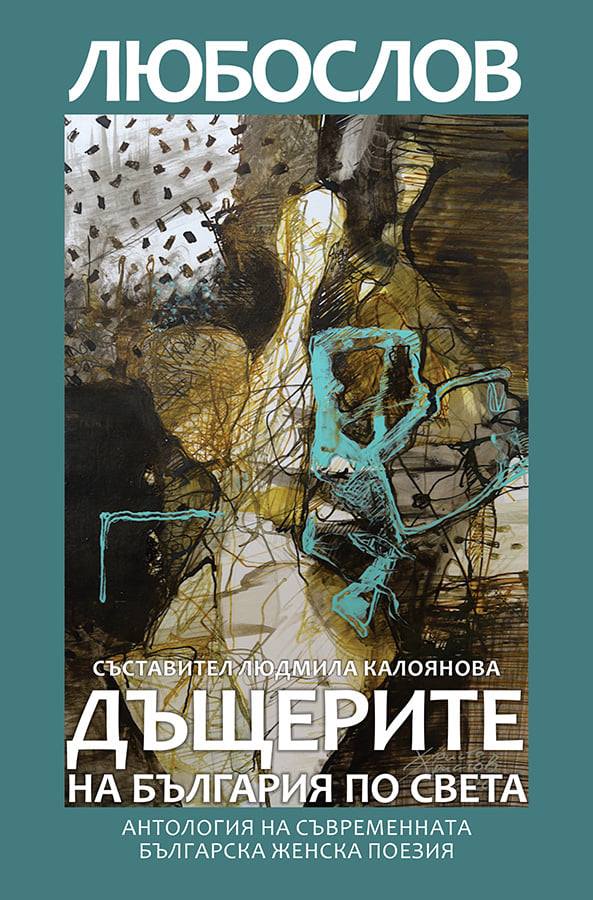 ЛЮБОСЛОВ
СЪСТАВИТЕЛ ЛЮДМИЛА КАЛОЯНОВА
ДЪЩЕРИТЕ
НА БЪЛГАРИЯ ПО СВЕТА
АНТОЛОГИЯ НА СЪВРЕМЕННАТА
БЪЛГАРСКА ЖЕНСКА ПОЕЗИЯ